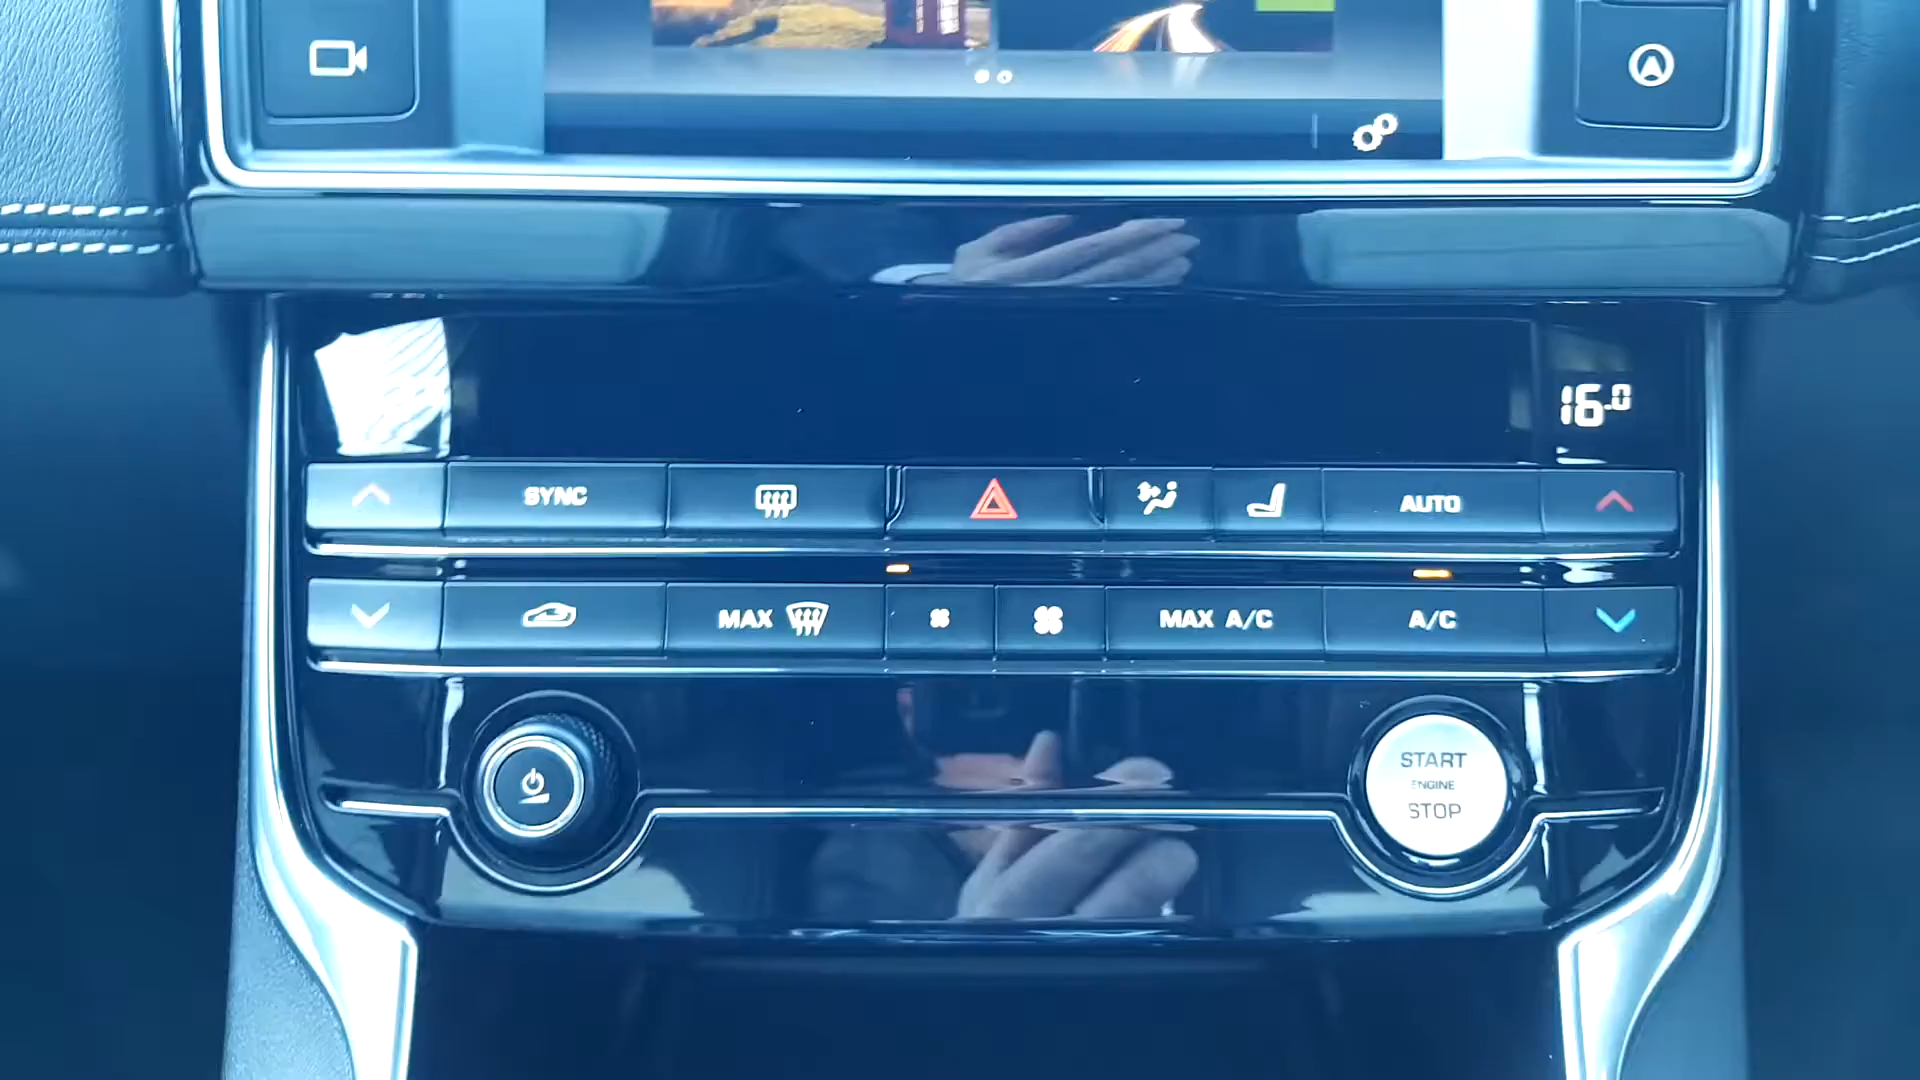 16.0
SYNC
AUTO
MAX
MAX A/C
A/C
START
ENGINE
STOP